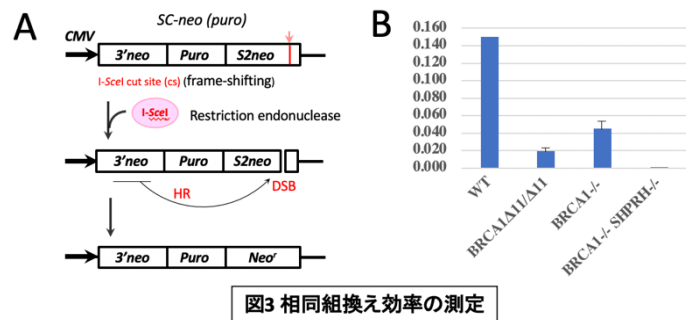 A
SC-neo (puro)
CMV
3'neo Puro S2neo
I-SceI cut site (cs) (frame-shifting)
I-SceI Restriction endonuclease
3'neo Puro S2neo
HR DSB
3'neo Puro Neoʳ
B
0.160
0.140
0.120
0.100
0.080
0.060
0.040
0.020
0.000
WT
BRCA1Δ11/Δ11
BRCA1-/-
BRCA1-/- SHPRH-/-
図3 相同組換え効率の測定